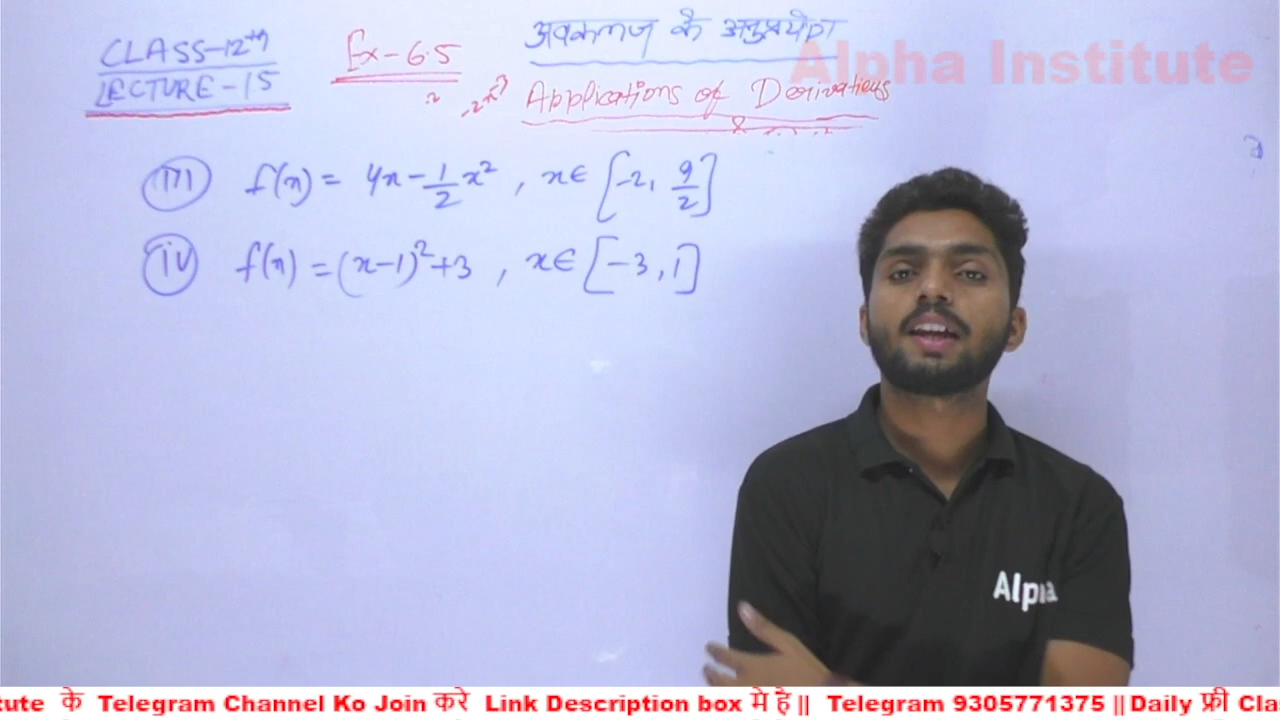 CLASS-12th
LECTURE-15
Ex-6.5
अवकलज के अनुप्रयोग
Applications of Derivatives
Alpha Institute
(iii) f(x) = 4x - 1/2 x², x ∈ [-2, 9/2]
(iv) f(x) = (x-1)² + 3, x ∈ [-3, 1]
Alpha
itute के Telegram Channel Ko Join करे Link Description box मे है || Telegram 9305771375 || Daily फ्री Cla